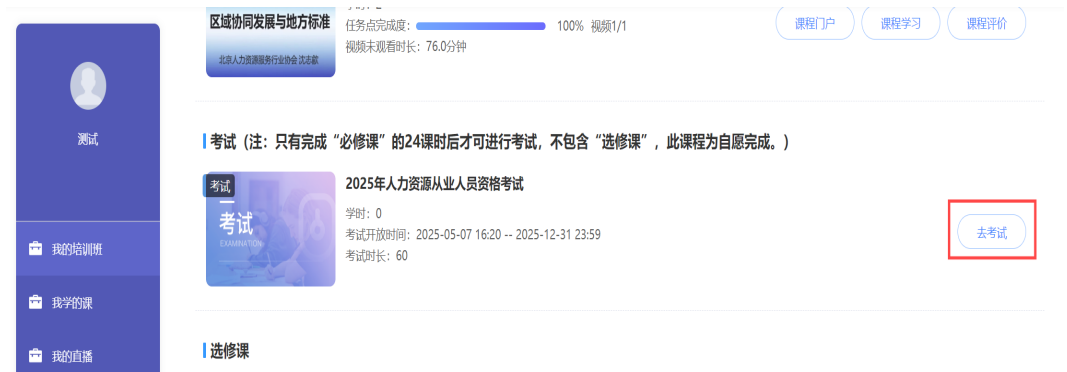 区域协同发展与地方标准
北京人力资源服务行业协会 沈志歆
任务点完成度： 100% 视频1/1
视频未观看时长：76.0分钟
课程门户
课程学习
课程评价
测试
我的培训班
我学的课
我的直播
考试（注：只有完成“必修课”的24课时后才可进行考试，不包含“选修课”，此课程为自愿完成。）
考试
考试
EXAMINATION
2025年人力资源从业人员资格考试
学时：0
考试开放时间：2025-05-07 16:20 -- 2025-12-31 23:59
考试时长：60
去考试
选修课